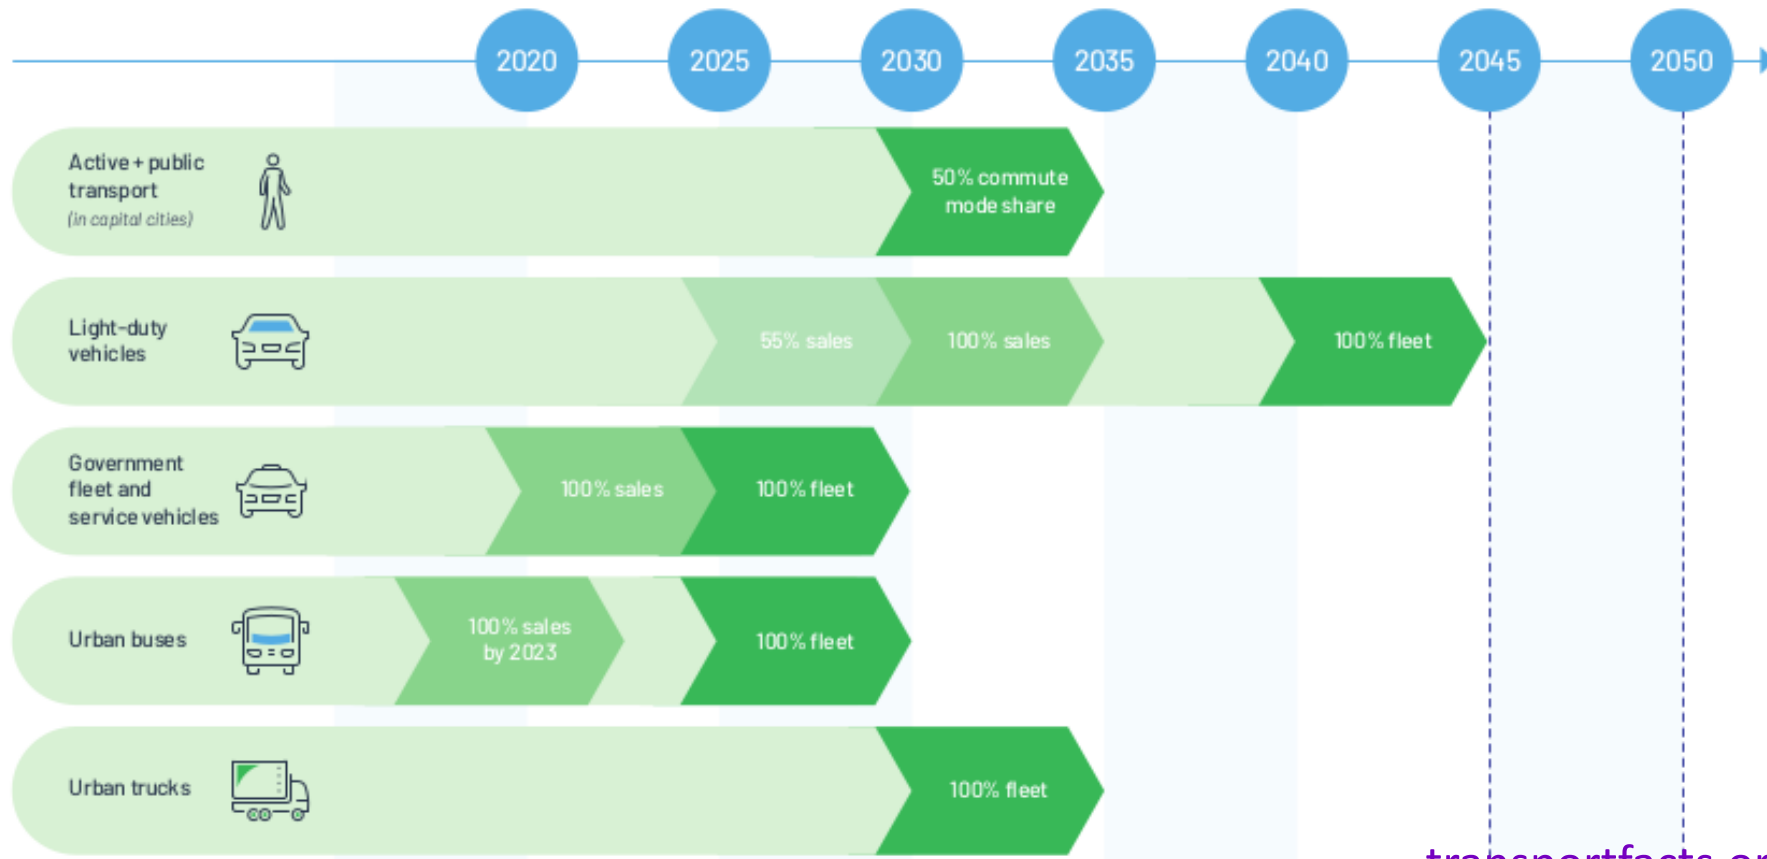 2020 2025 2030 2035 2040 2045 2050
Active + public
transport
(in capital cities)
50% commute
mode share
Light-duty
vehicles
55% sales
100% sales
100% fleet
Government
fleet and
service vehicles
100% sales
100% fleet
Urban buses
100% sales
by 2023
100% fleet
Urban trucks
100% fleet